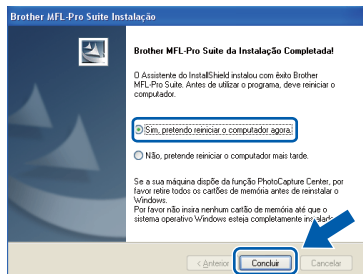 Brother MFL-Pro Suite Instalação
Brother MFL-Pro Suite da Instalação Completada!
O Assistente do InstallShield instalou com êxito Brother
MFL-Pro Suite. Antes de utilizar o programa, deve reiniciar o
computador.
Sim, pretendo reiniciar o computador agora.
Não, pretende reiniciar o computador mais tarde.
Se a sua máquina dispõe da função PhotoCapture Center, por
favor retire todos os cartões de memória antes de reinstalar o
Windows.
Por favor não insira nenhum cartão de memória até que o
sistema operativo Windows esteja completamente instalado.
< Anterior Concluir Cancelar